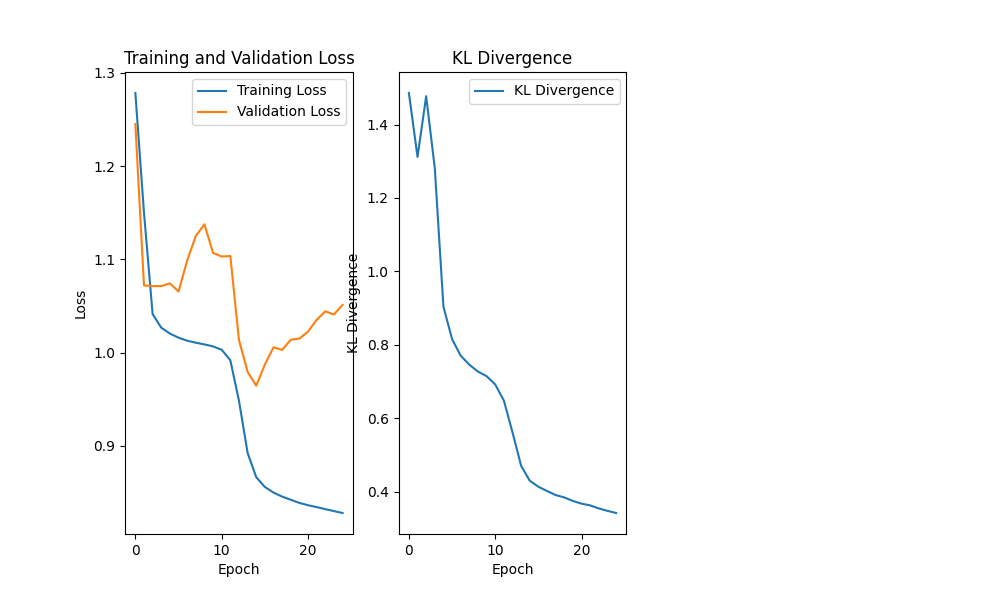 Training and Validation Loss
1.3
1.2
1.1
1.0
0.9
Loss
0
10
20
Epoch
Training Loss
Validation Loss
KL Divergence
1.4
1.2
1.0
0.8
0.6
0.4
KL Divergence
0
10
20
Epoch
KL Divergence